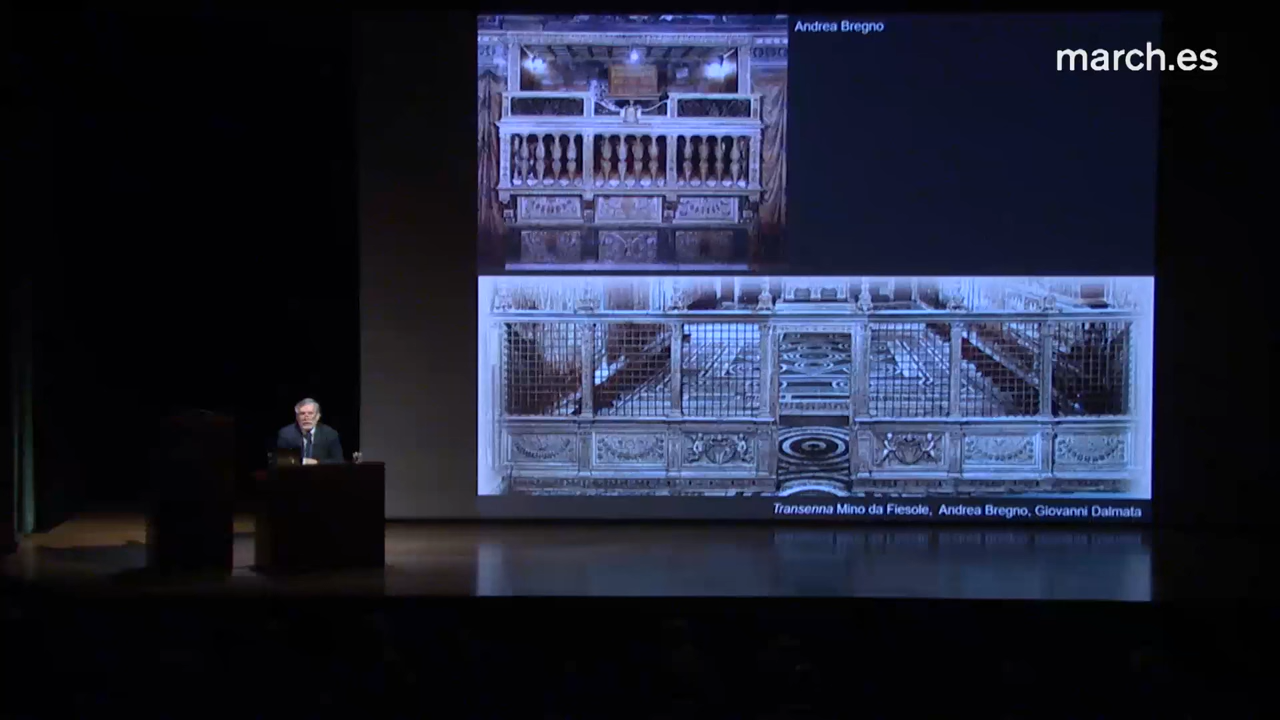 Andrea Bregno
march.es
Transenna Mino da Fiesole, Andrea Bregno, Giovanni Dalmata